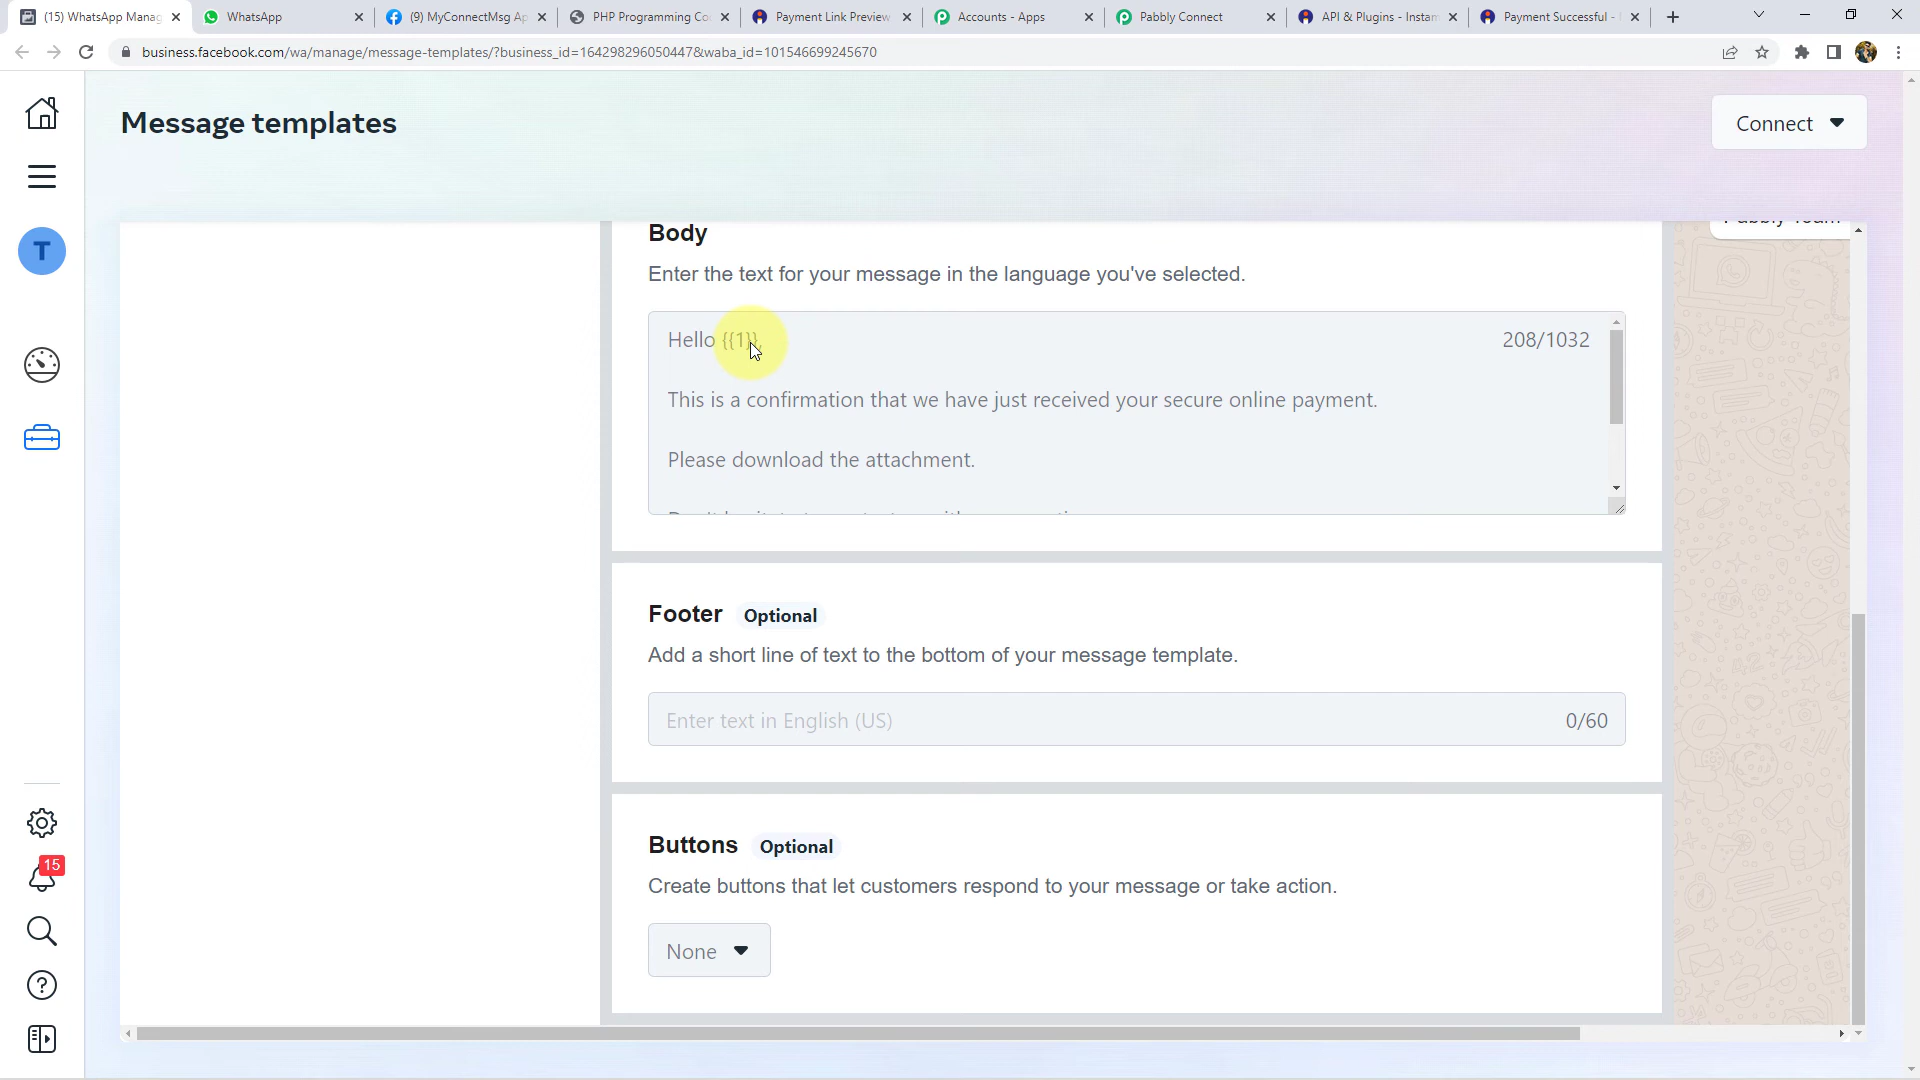 (15) WhatsApp Manag
WhatsApp
(9) MyConnectMsg Ap
PHP Programming Co
Payment Link Preview
Accounts - Apps
Pabbly Connect
API & Plugins - Instam
Payment Successful -
business.facebook.com/wa/manage/message-templates/?business_id=164298296050447&waba_id=101546699245670
Message templates
Connect
T
Pabbly Team
Body
Enter the text for your message in the language you've selected.
Hello {{1}},
208/1032
This is a confirmation that we have just received your secure online payment.
Please download the attachment.
Footer Optional
Add a short line of text to the bottom of your message template.
Enter text in English (US)
0/60
Buttons Optional
Create buttons that let customers respond to your message or take action.
None
15